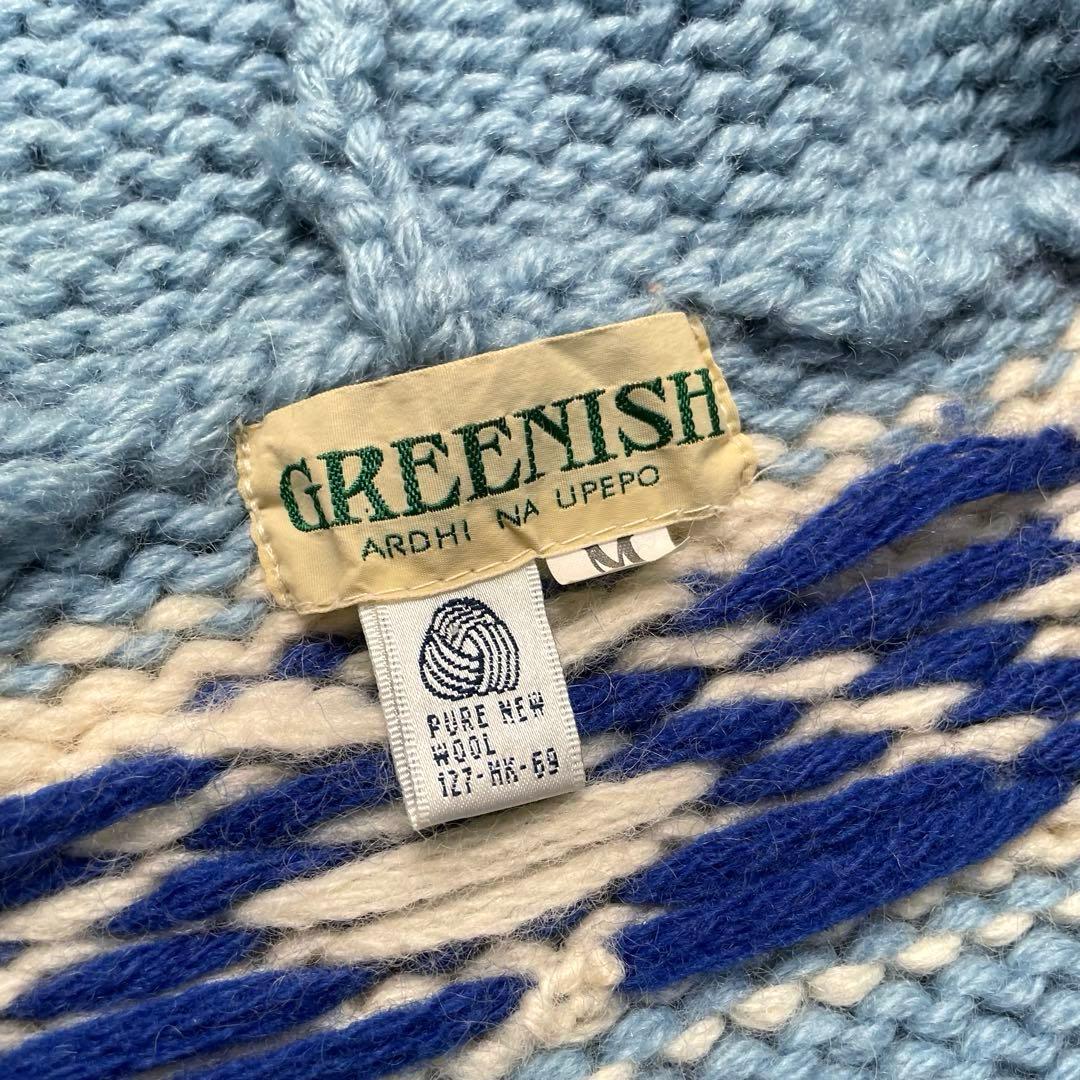 GREENISH
ARDHI NA UPEPO
M
PURE NEW
WOOL
127-HK-69